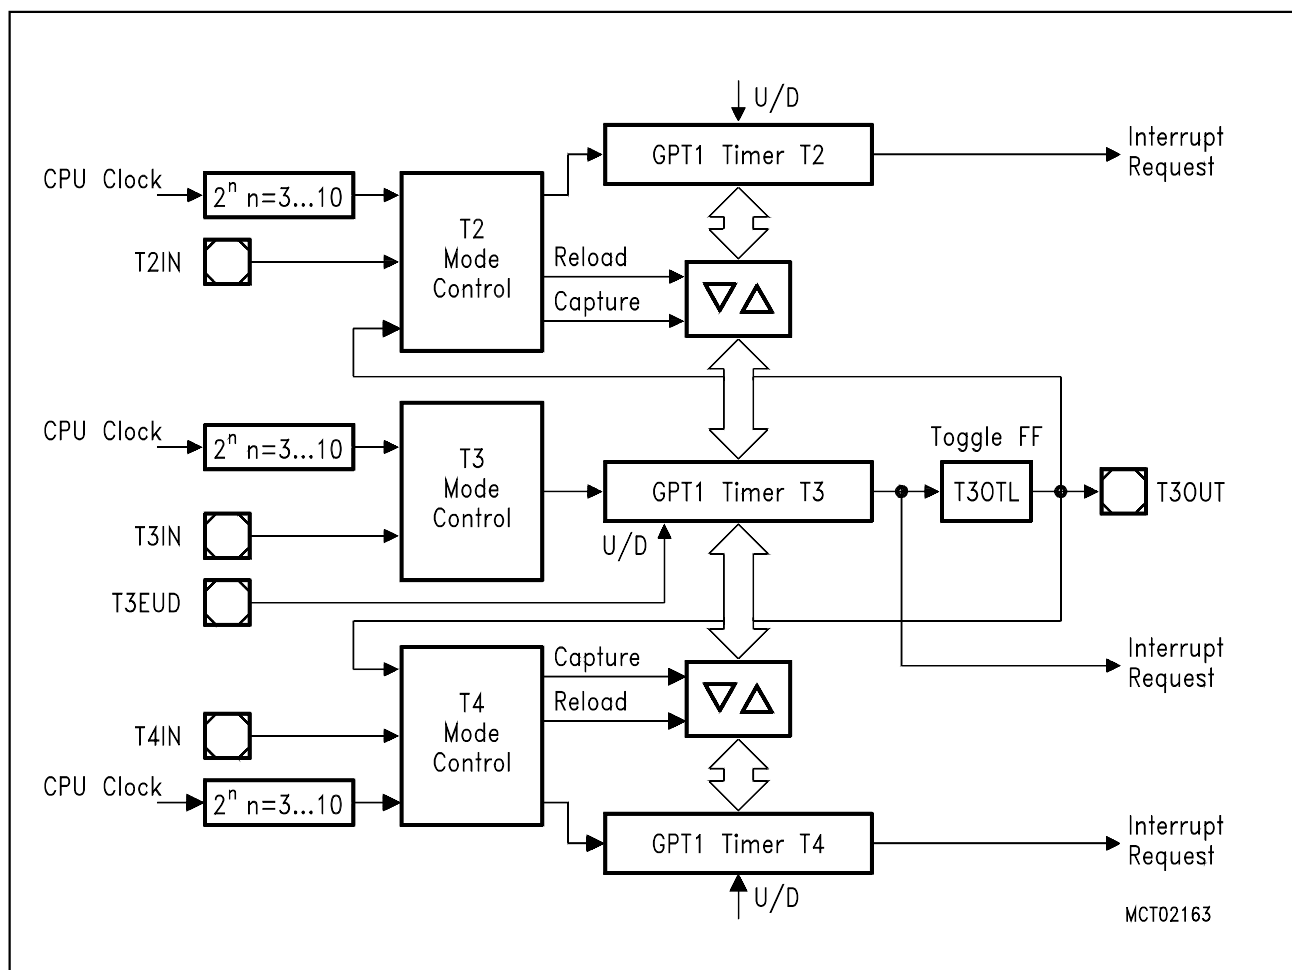 U/D
GPT1 Timer T2
Interrupt
Request
CPU Clock
2n n=3...10
T2IN
T2
Mode
Control
Reload
Capture
CPU Clock
2n n=3...10
T3IN
T3EUD
T3
Mode
Control
GPT1 Timer T3
U/D
Toggle FF
T3OTL
T3OUT
Interrupt
Request
Capture
Reload
T4
Mode
Control
T4IN
CPU Clock
2n n=3...10
GPT1 Timer T4
U/D
Interrupt
Request
MCT02163